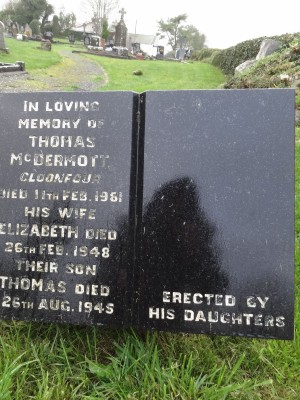 IN LOVING
MEMORY OF
THOMAS
McDERMOTT
CLOONFOUR
DIED 11TH FEB. 1961
HIS WIFE
ELIZABETH DIED
26TH FEB. 1948
THEIR SON
THOMAS DIED
26TH AUG. 1945
ERECTED BY
HIS DAUGHTERS